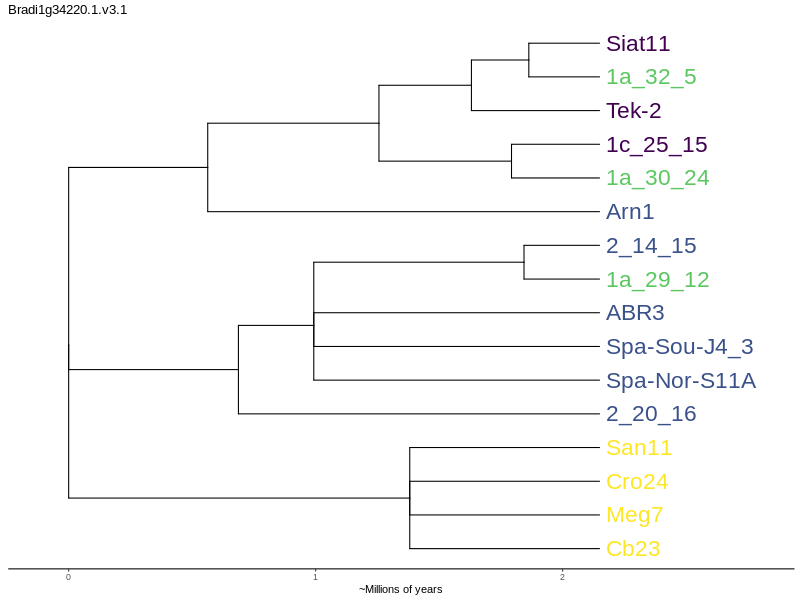 Bradi1g34220.1.v3.1
Siat11
1a_32_5
Tek-2
1c_25_15
1a_30_24
Arn1
2_14_15
1a_29_12
ABR3
Spa-Sou-J4_3
Spa-Nor-S11A
2_20_16
San11
Cro24
Meg7
Cb23
0 1 2
~Millions of years